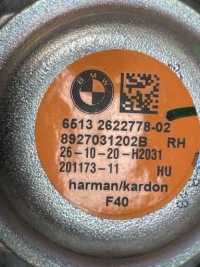 BMW
6513 2622778-02
8927031202B RH
26-10-20-H2031
201173-11 HU
harman/kardon
F40